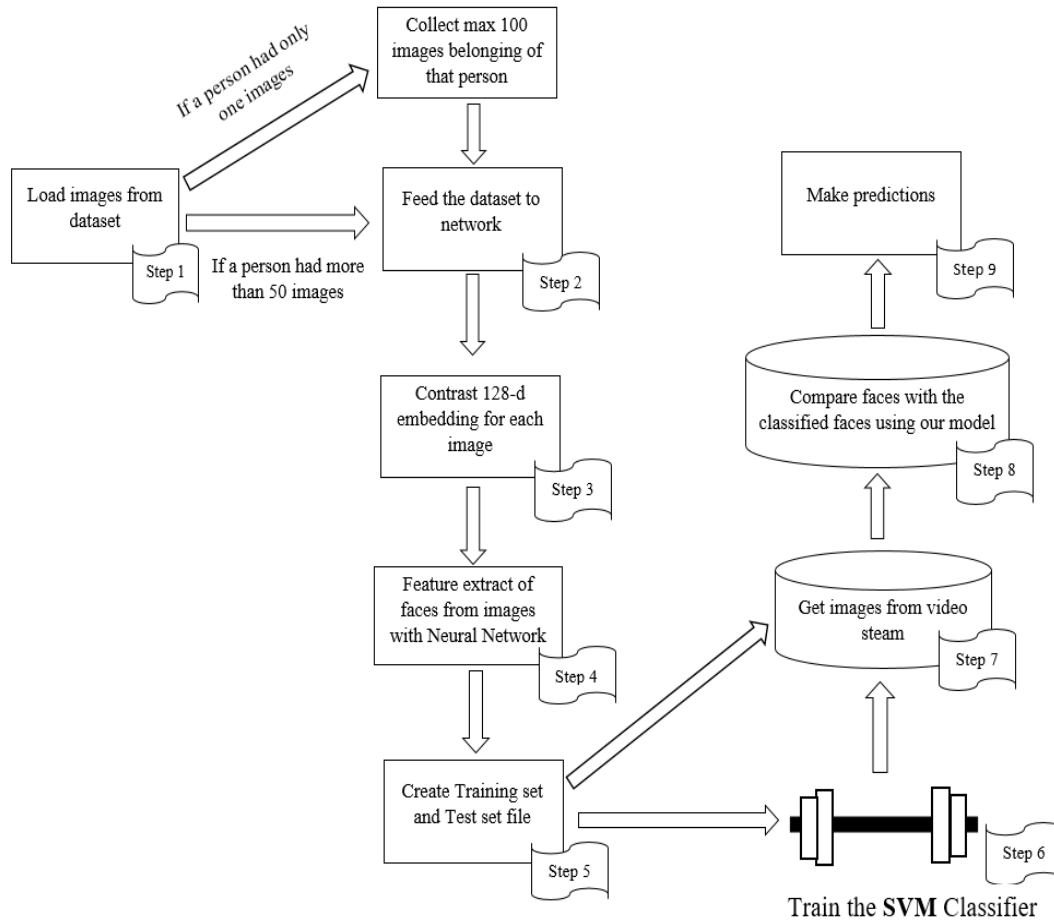 Collect max 100
images belonging of
that person
If a person had only
one images
Load images from
dataset
Step 1
If a person had more
than 50 images
Feed the dataset to
network
Step 2
Contrast 128-d
embedding for each
image
Step 3
Feature extract of
faces from images
with Neural Network
Step 4
Create Training set
and Test set file
Step 5
Step 6
Train the SVM Classifier
Get images from video
steam
Step 7
Compare faces with the
classified faces using our model
Step 8
Make predictions
Step 9